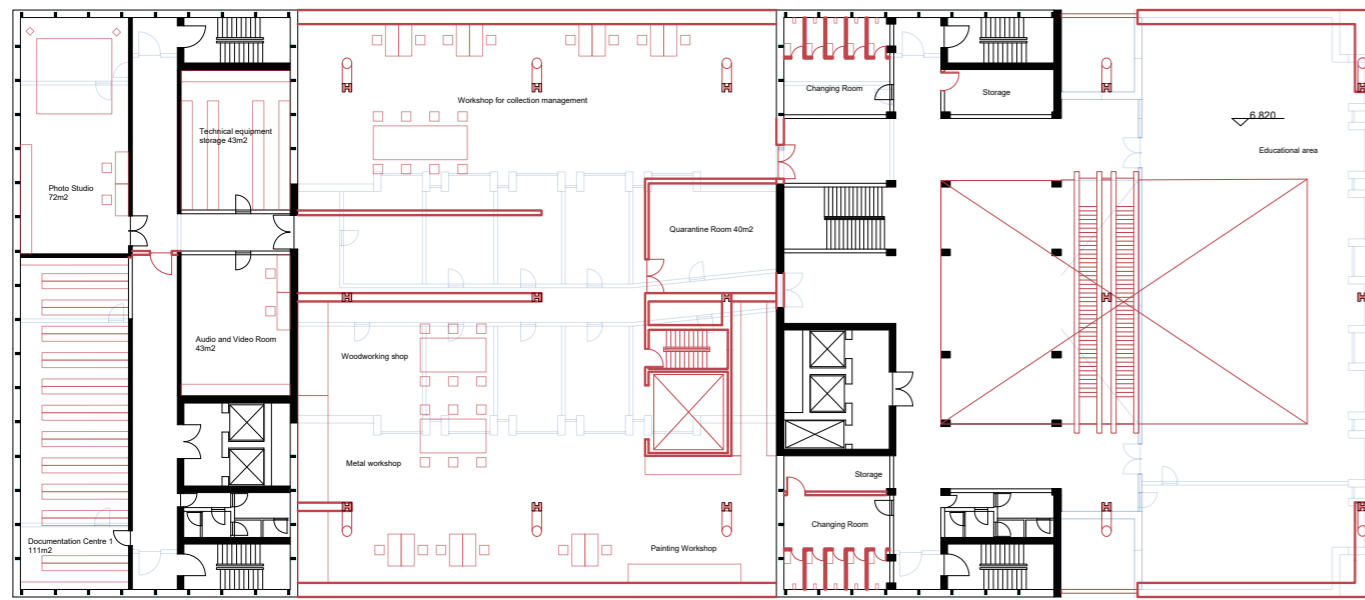 Workshop for collection management
Changing Room
Storage
6.820
Educational area
Technical equipment
storage 43m2
Photo Studio
72m2
Quarantine Room 40m2
Audio and Video Room
43m2
Woodworking shop
Metal workshop
Storage
Changing Room
Documentation Centre 1
111m2
Painting Workshop